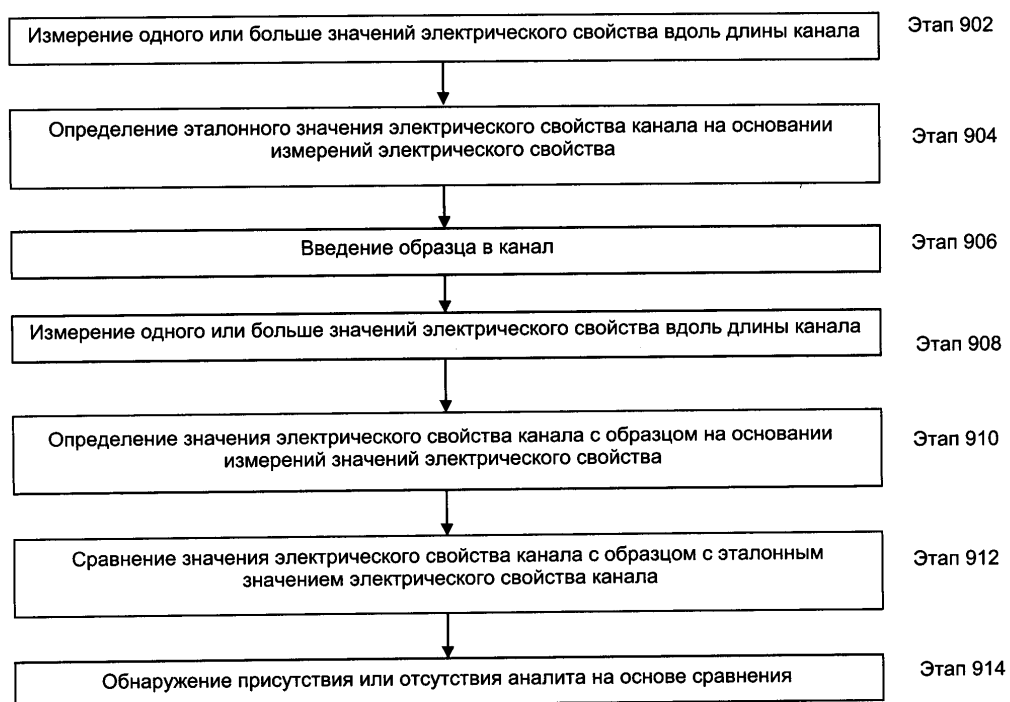 Измерение одного или больше значений электрического свойства вдоль длины канала
Этап 902
Определение эталонного значения электрического свойства канала на основании
измерений электрического свойства
Этап 904
Введение образца в канал
Этап 906
Измерение одного или больше значений электрического свойства вдоль длины канала
Этап 908
Определение значения электрического свойства канала с образцом на основании
измерений значений электрического свойства
Этап 910
Сравнение значения электрического свойства канала с образцом с эталонным
значением электрического свойства канала
Этап 912
Обнаружение присутствия или отсутствия аналита на основе сравнения
Этап 914